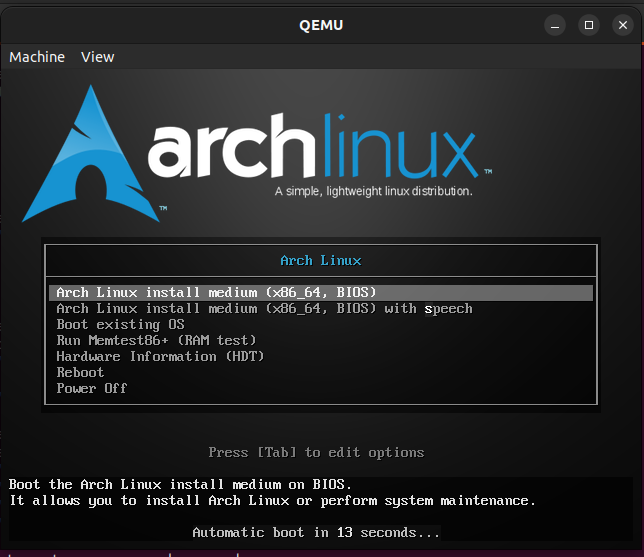 QEMU
Machine View
archlinux™
A simple, lightweight linux distribution.
™
Arch Linux
Arch Linux install medium (x86_64, BIOS)
Arch Linux install medium (x86_64, BIOS) with speech
Boot existing OS
Run Memtest86+ (RAM test)
Hardware Information (HDT)
Reboot
Power Off
Press [Tab] to edit options
Boot the Arch Linux install medium on BIOS.
It allows you to install Arch Linux or perform system maintenance.
Automatic boot in 13 seconds...